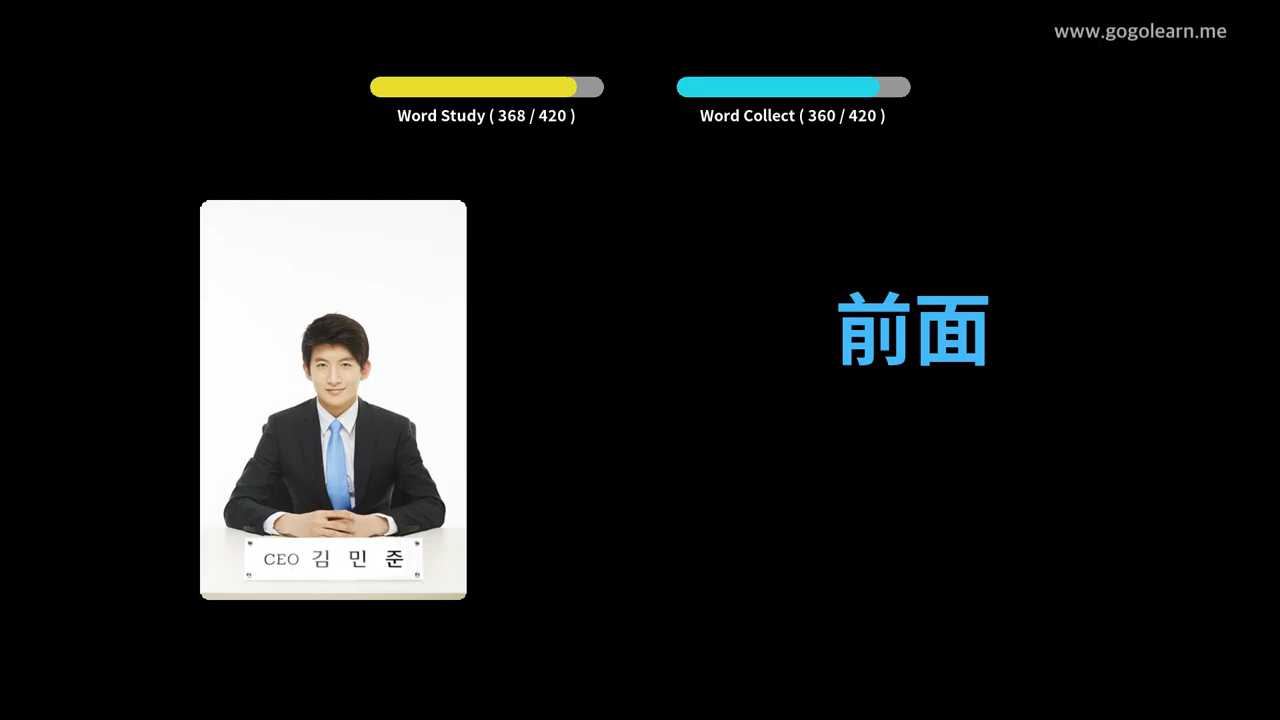 www.gogolearn.me
Word Study ( 368 / 420 )
Word Collect ( 360 / 420 )
前面
CEO 김 민 준